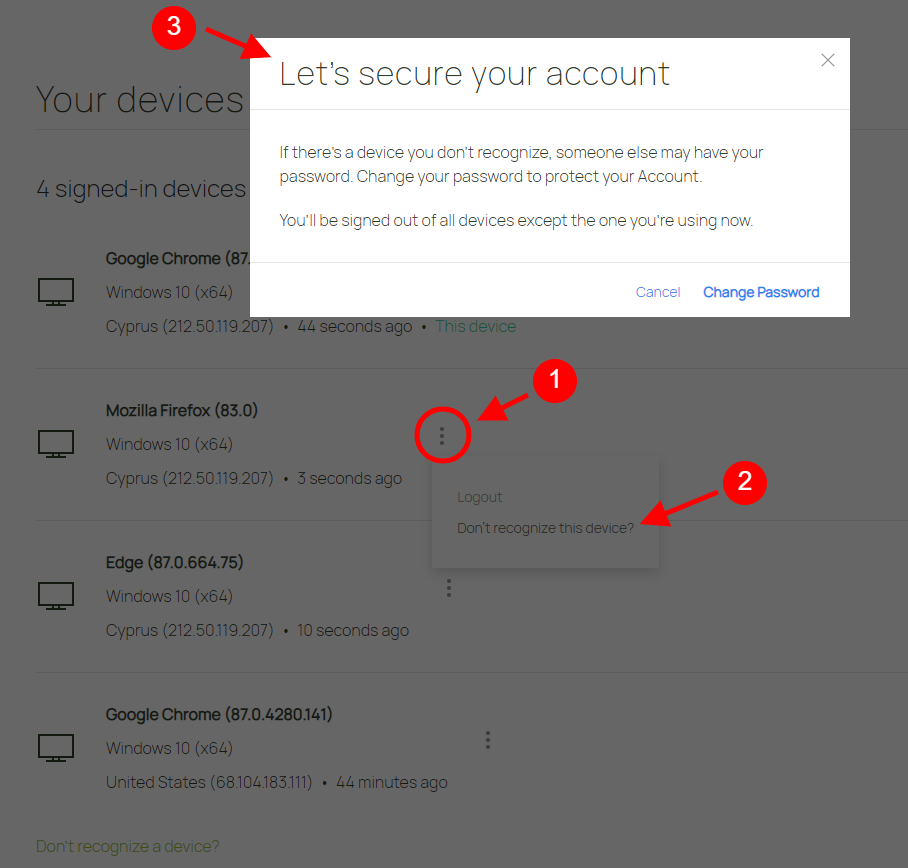 3
Let's secure your account
Your devices
If there's a device you don't recognize, someone else may have your
password. Change your password to protect your Account.
You'll be signed out of all devices except the one you're using now.
Cancel Change Password
4 signed-in devices
Google Chrome (87.
Windows 10 (x64)
Cyprus (212.50.119.207) • 44 seconds ago • This device
1
Mozilla Firefox (83.0)
Windows 10 (x64)
Cyprus (212.50.119.207) • 3 seconds ago
2
Logout
Don't recognize this device?
Edge (87.0.664.75)
Windows 10 (x64)
Cyprus (212.50.119.207) • 10 seconds ago
Google Chrome (87.0.4280.141)
Windows 10 (x64)
United States (68.104.183.111) • 44 minutes ago
Don't recognize a device?